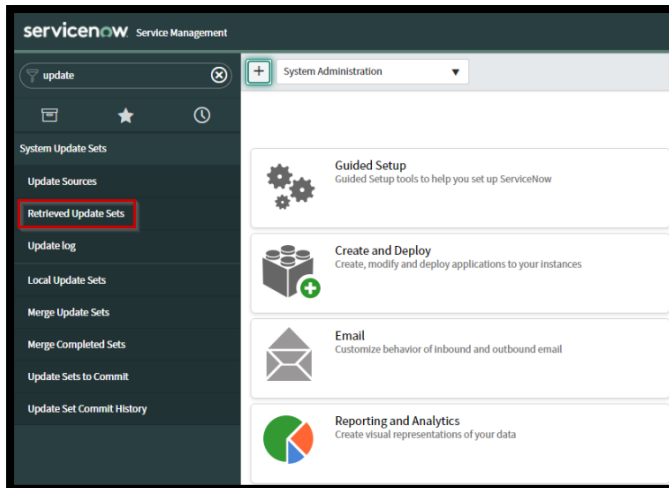 servicenow Service Management
update
System Administration
System Update Sets
Update Sources
Retrieved Update Sets
Update log
Local Update Sets
Merge Update Sets
Merge Completed Sets
Update Sets to Commit
Update Set Commit History
Guided Setup
Guided Setup tools to help you set up ServiceNow
Create and Deploy
Create, modify and deploy applications to your instances
Email
Customize behavior of inbound and outbound email
Reporting and Analytics
Create visual representations of your data